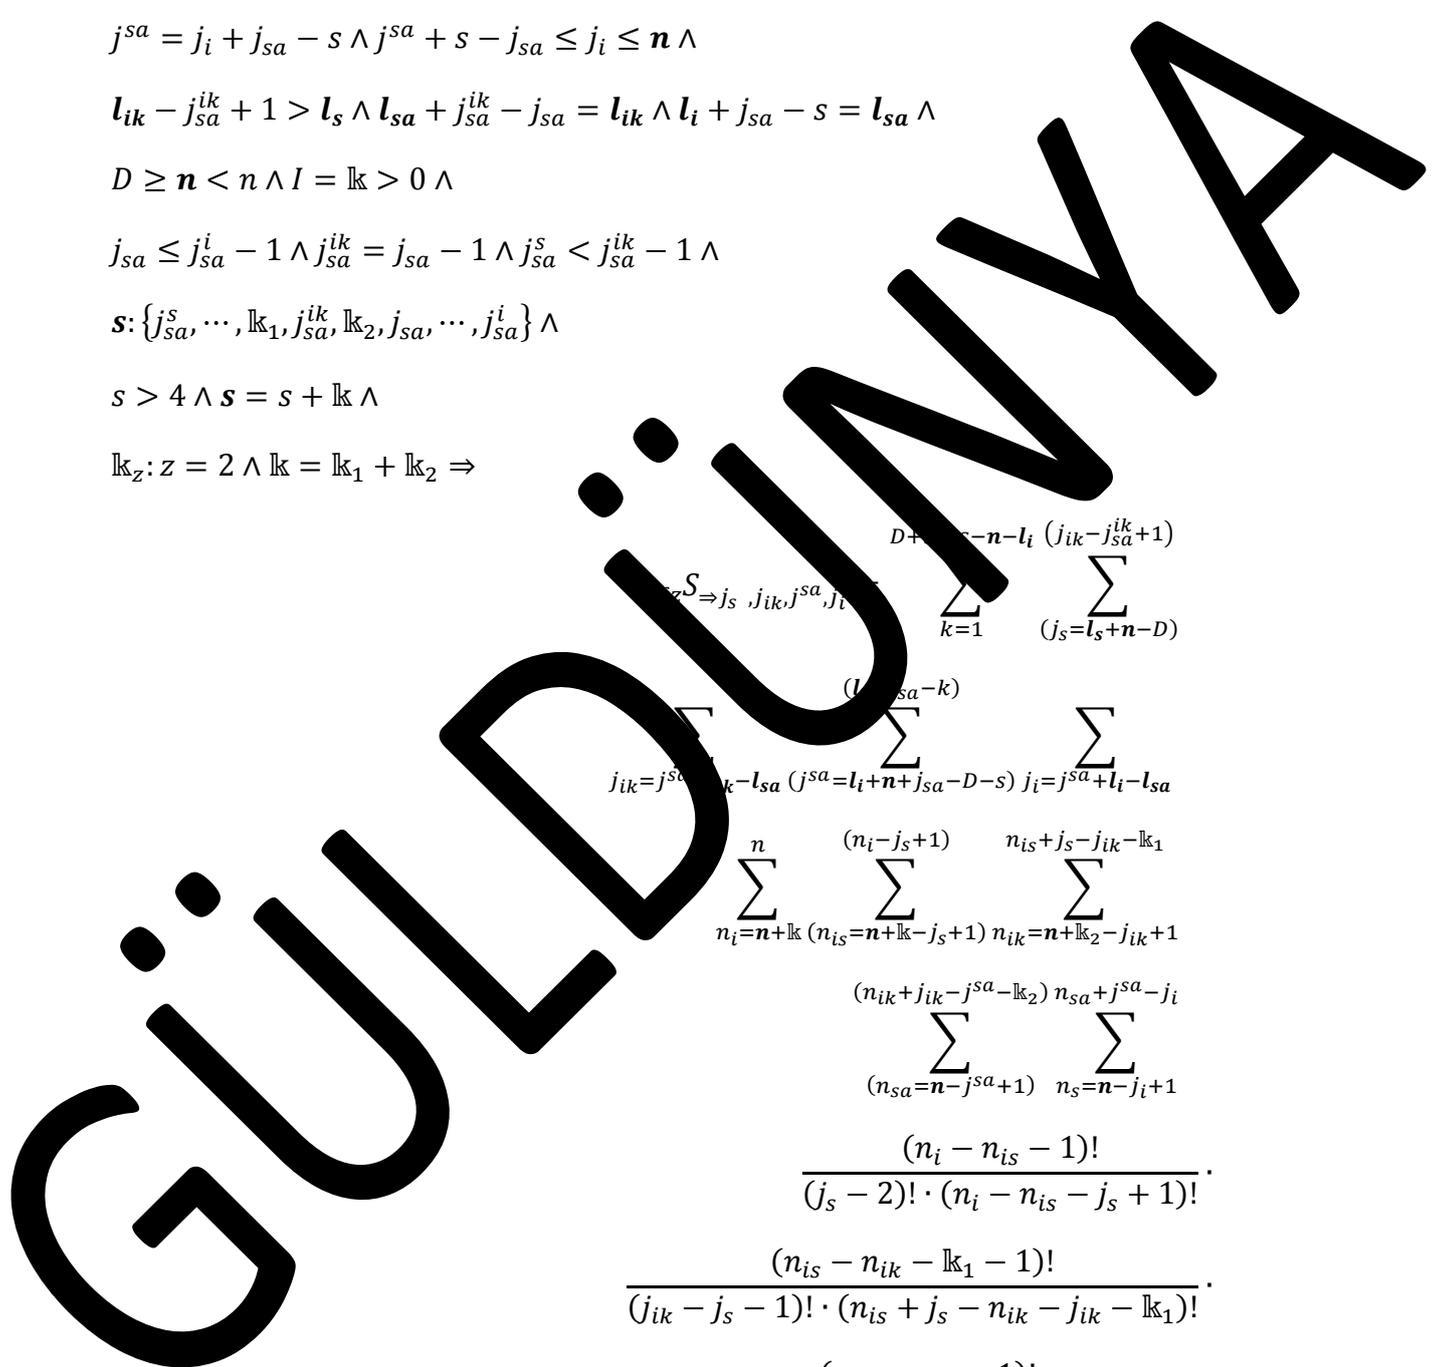 j^{sa} = j_i + j_{sa} − s ∧ j^{sa} + s − j_{sa} ≤ j_i ≤ 𝒏 ∧
𝒍_{𝒊𝒌} − j_{sa}^{ik} + 1 > 𝒍_𝒔 ∧ 𝒍_{𝒔𝒂} + j_{sa}^{ik} − j_{sa} = 𝒍_{𝒊𝒌} ∧ 𝒍_𝒊 + j_{sa} − s = 𝒍_{𝒔𝒂} ∧
D ≥ 𝒏 < n ∧ I = 𝕜 > 0 ∧
j_{sa} ≤ j_{sa}^{i} − 1 ∧ j_{sa}^{ik} = j_{sa} − 1 ∧ j_{sa}^{s} < j_{sa}^{ik} − 1 ∧
𝒔: {j_{sa}^{s}, ⋯ , 𝕜_1, j_{sa}^{ik}, 𝕜_2, j_{sa}, ⋯ , j_{sa}^{i}} ∧
s > 4 ∧ 𝒔 = s + 𝕜 ∧
𝕜_z: z = 2 ∧ 𝕜 = 𝕜_1 + 𝕜_2 ⇒
GÜLDÜNYA
−𝒏−𝒍_𝒊 (j_{ik}−j_{sa}^{ik}+1)
S_{⇒j_s ,j_{ik},j^{sa},j_i} ∑ ∑
k=1 (j_s=𝒍_𝒔+𝒏−D)
−k)
∑ ∑ ∑
(j^{sa}=𝒍_𝒊+𝒏+j_{sa}−D−s) j_i=j^{sa}+𝒍_𝒊−𝒍_{𝒔𝒂}
n (n_i−j_s+1) n_{is}+j_s−j_{ik}−𝕜_1
∑ ∑ ∑
n_i=𝒏+𝕜 (n_{is}=𝒏+𝕜−j_s+1) n_{ik}=𝒏+𝕜_2−j_{ik}+1
(n_{ik}+j_{ik}−j^{sa}−𝕜_2) n_{sa}+j^{sa}−j_i
∑ ∑
(n_{sa}=𝒏−j^{sa}+1) n_s=𝒏−j_i+1
(n_i − n_{is} − 1)!
(j_s − 2)! · (n_i − n_{is} − j_s + 1)! ·
(n_{is} − n_{ik} − 𝕜_1 − 1)!
(j_{ik} − j_s − 1)! · (n_{is} + j_s − n_{ik} − j_{ik} − 𝕜_1)! ·